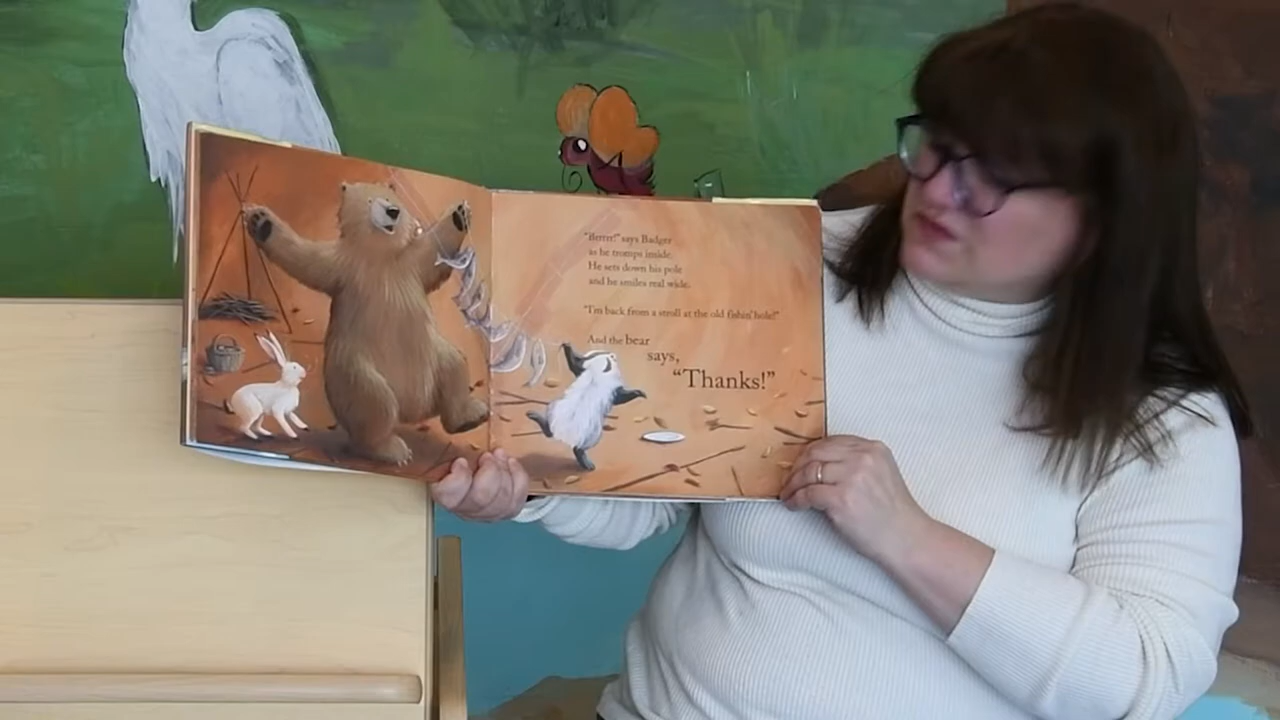 "Brrrr!" says Badger
as he tromps inside.
He sets down his pole
and he smiles real wide.
"I'm back from a stroll at the old fishin' hole!"
And the bear
says,
"Thanks!"